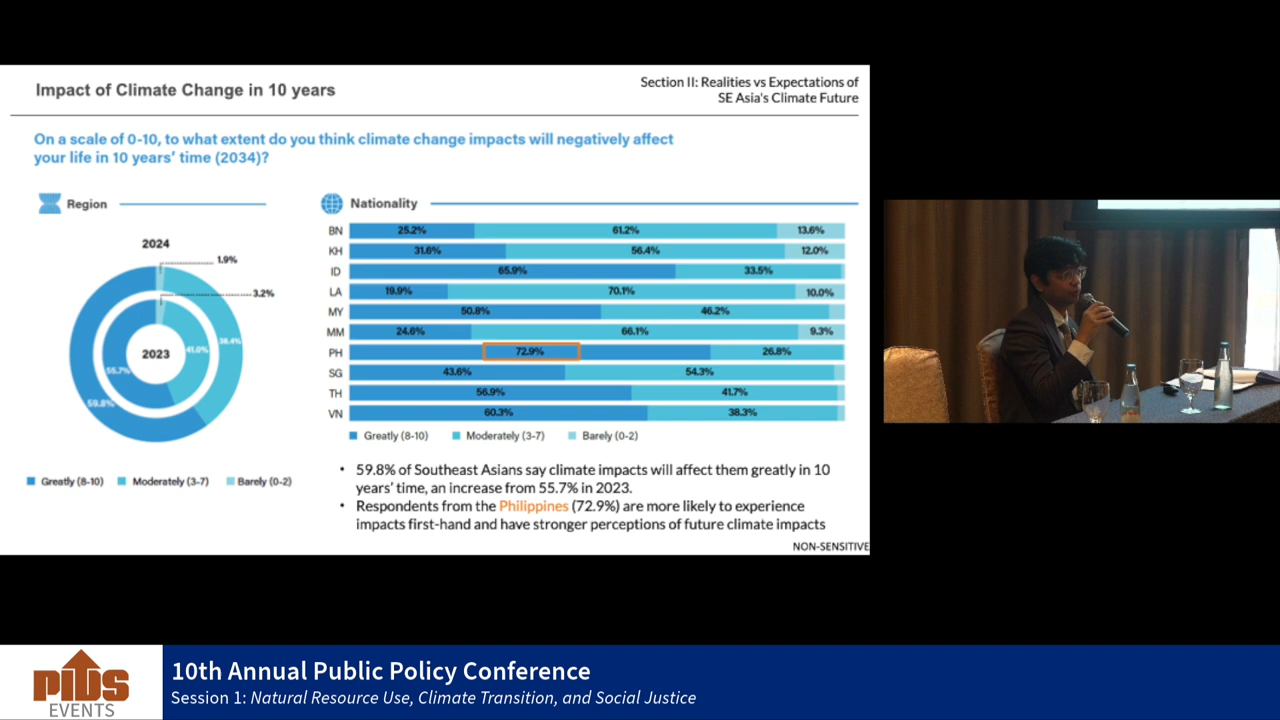 Impact of Climate Change in 10 years
Section II: Realities vs Expectations of
SE Asia's Climate Future
On a scale of 0-10, to what extent do you think climate change impacts will negatively affect
your life in 10 years' time (2034)?
Region
2024
1.9%
3.2%
2023
41.0%
38.4%
55.7%
59.8%
Greatly (8-10) Moderately (3-7) Barely (0-2)
Nationality
BN 25.2% 61.2% 13.6%
KH 31.6% 56.4% 12.0%
ID 65.9% 33.5%
LA 19.9% 70.1% 10.0%
MY 50.8% 46.2%
MM 24.6% 66.1% 9.3%
PH 72.9% 26.8%
SG 43.6% 54.3%
TH 56.9% 41.7%
VN 60.3% 38.3%
Greatly (8-10) Moderately (3-7) Barely (0-2)
• 59.8% of Southeast Asians say climate impacts will affect them greatly in 10
years' time, an increase from 55.7% in 2023.
• Respondents from the Philippines (72.9%) are more likely to experience
impacts first-hand and have stronger perceptions of future climate impacts
NON-SENSITIVE
PIDS
EVENTS
10th Annual Public Policy Conference
Session 1: Natural Resource Use, Climate Transition, and Social Justice